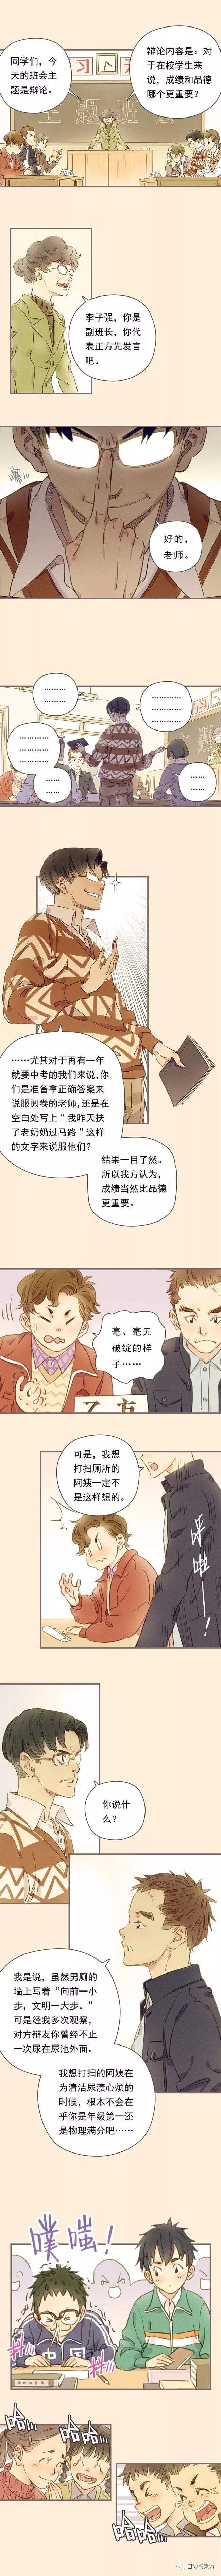 同学们，今
天的班会主
题是辩论。
辩论内容是：对
于在校学生来
说，成绩和品德
哪个更重要？
习
天
主题班会
李子强，你是
副班长，你代
表正方先发言
吧。
好的，
老师。
………
………
…………
…………
…………
…………
…………
…………
……
……
……
……
习
……尤其对于再有一年
就要中考的我们来说，你
们是准备拿正确答案来
说服阅卷的老师，还是在
空白处写上“我昨天扶
了老奶奶过马路”这样
的文字来说服他们？
结果一目了然。
所以我方认为，
成绩当然比品德
更重要。
毫、毫无
破绽的样
子……
可是，我想
打扫厕所的
阿姨一定不
是这样想的。
你说什
么？
我是说，虽然男厕的
墙上写着“向前一小
步，文明一大步。”
可是经我多次观察，
对方辩友你曾经不止
一次尿在尿池外面。
我想打扫的阿姨在
为清洁尿渍心烦的
时候，根本不会在
乎你是年级第一还
是物理满分吧……
噗嗤！
中国
哈哈
哈哈
哈哈哈
口袋巧克力